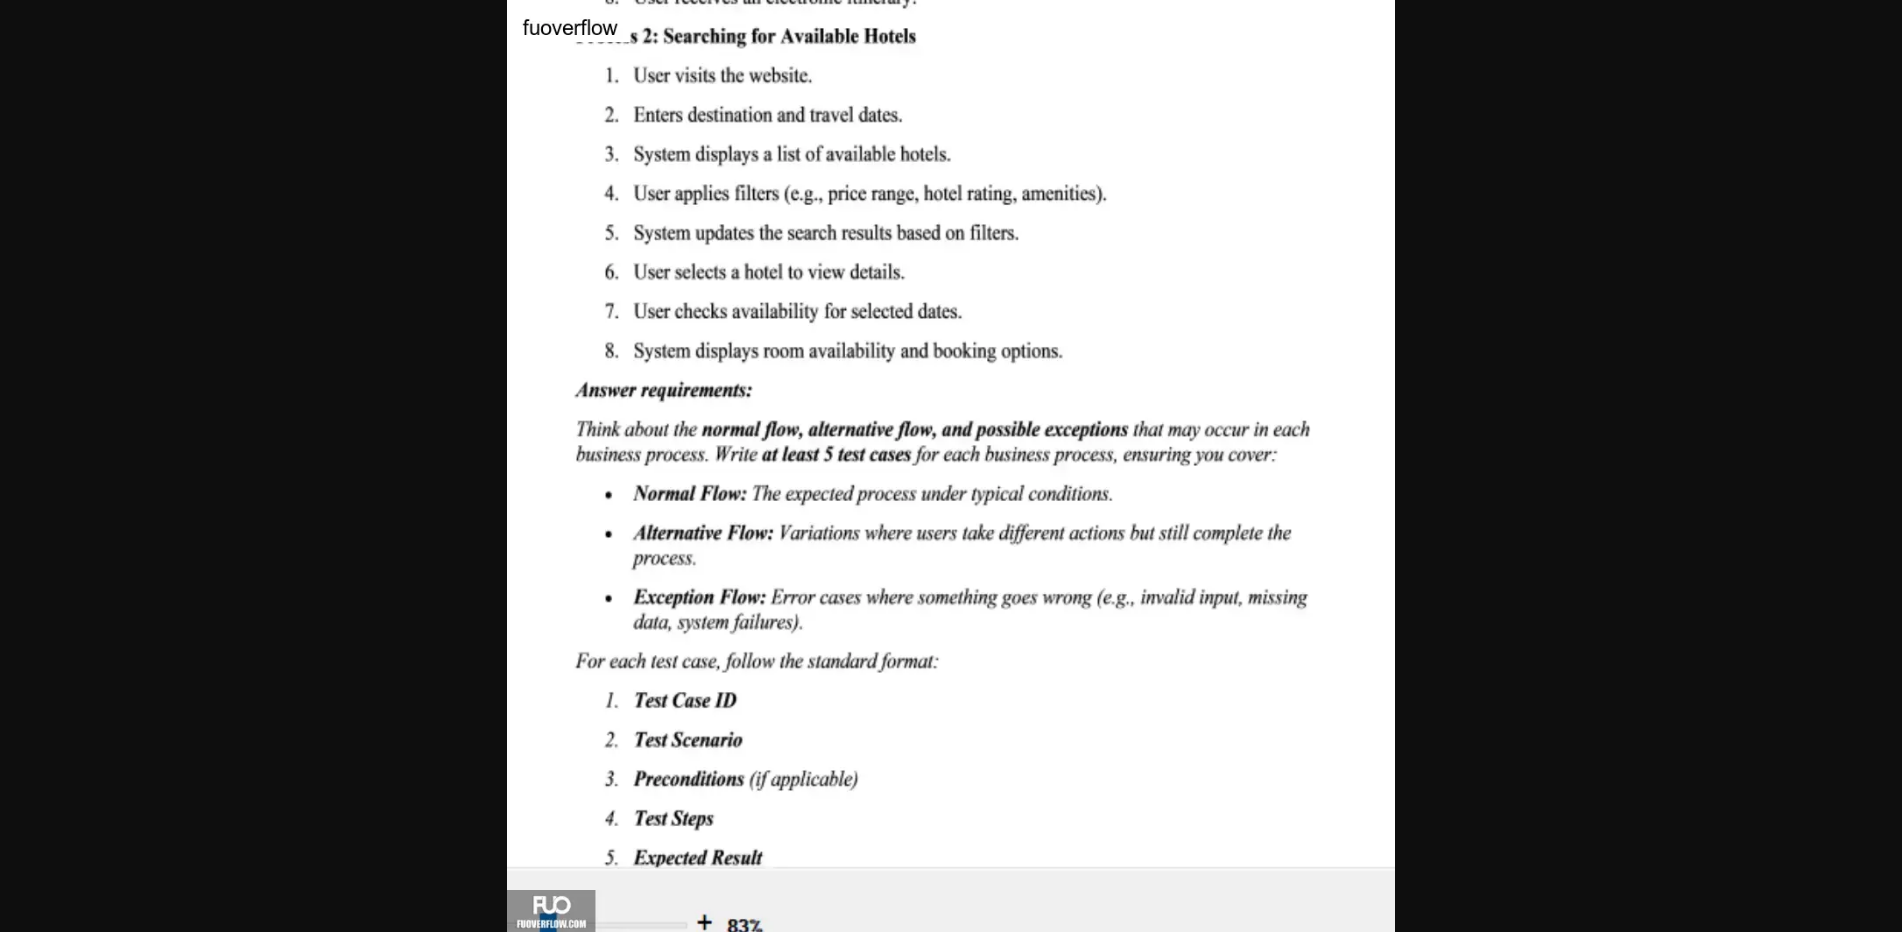 8. User receives an electronic itinerary.
fuoverflow
s 2: Searching for Available Hotels
1. User visits the website.
2. Enters destination and travel dates.
3. System displays a list of available hotels.
4. User applies filters (e.g., price range, hotel rating, amenities).
5. System updates the search results based on filters.
6. User selects a hotel to view details.
7. User checks availability for selected dates.
8. System displays room availability and booking options.
Answer requirements:
Think about the normal flow, alternative flow, and possible exceptions that may occur in each
business process. Write at least 5 test cases for each business process, ensuring you cover:
• Normal Flow: The expected process under typical conditions.
• Alternative Flow: Variations where users take different actions but still complete the
process.
• Exception Flow: Error cases where something goes wrong (e.g., invalid input, missing
data, system failures).
For each test case, follow the standard format:
1. Test Case ID
2. Test Scenario
3. Preconditions (if applicable)
4. Test Steps
5. Expected Result
FUO
FUOVERFLOW.COM
+ 83%